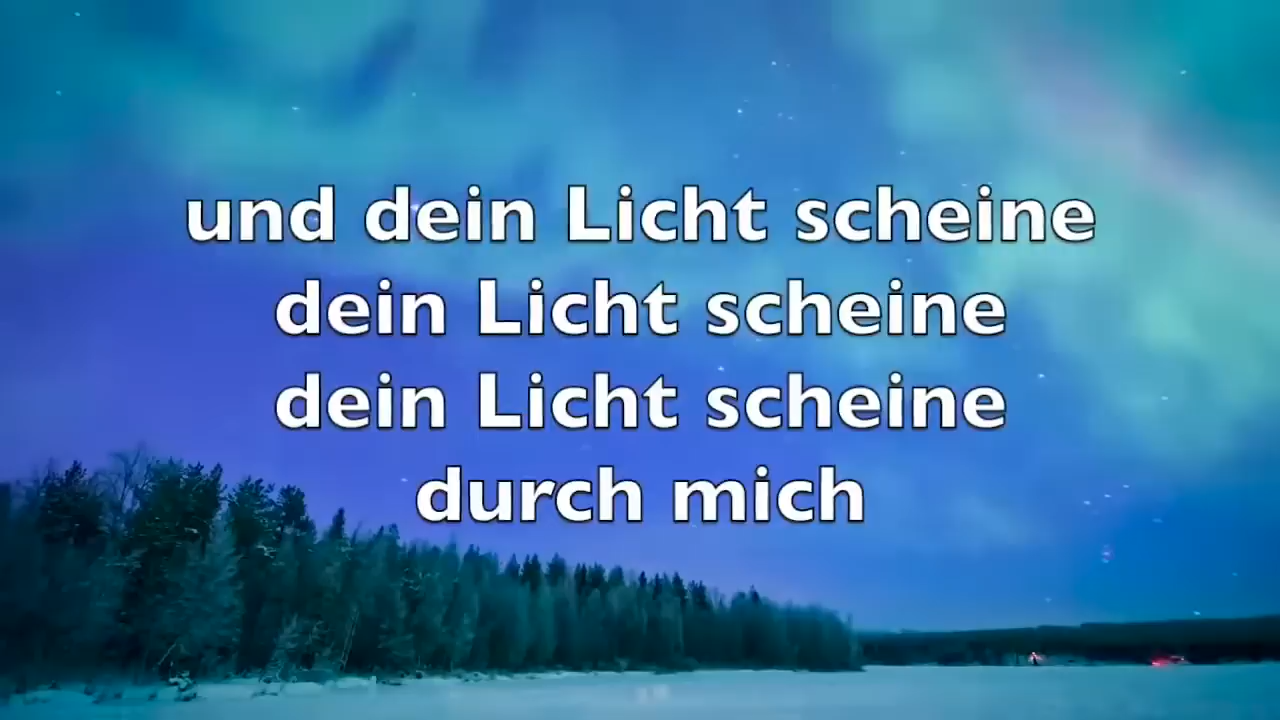 und dein Licht scheine
dein Licht scheine
dein Licht scheine
durch mich